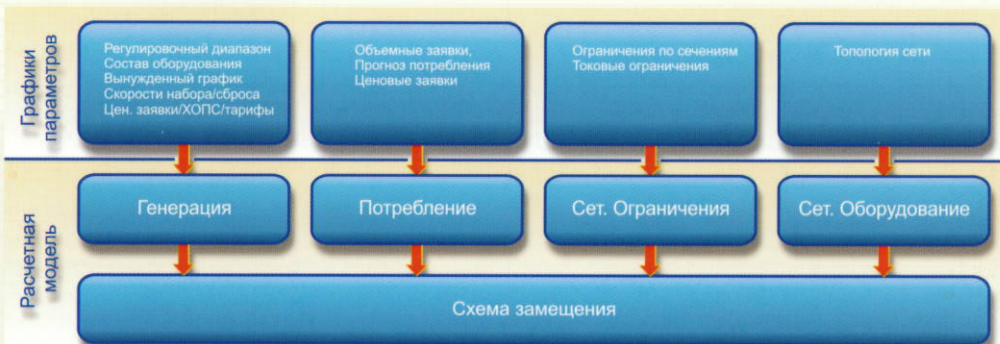 Графики
параметров
Регулировочный диапазон
Состав оборудования
Вынужденный график
Скорости набора/сброса
Цен. заявки/ХОПС/тарифы
Объемные заявки,
Прогноз потребления
Ценовые заявки
Ограничения по сечениям
Токовые ограничения
Топология сети
Расчетная
модель
Генерация
Потребление
Сет. Ограничения
Сет. Оборудование
Схема замещения